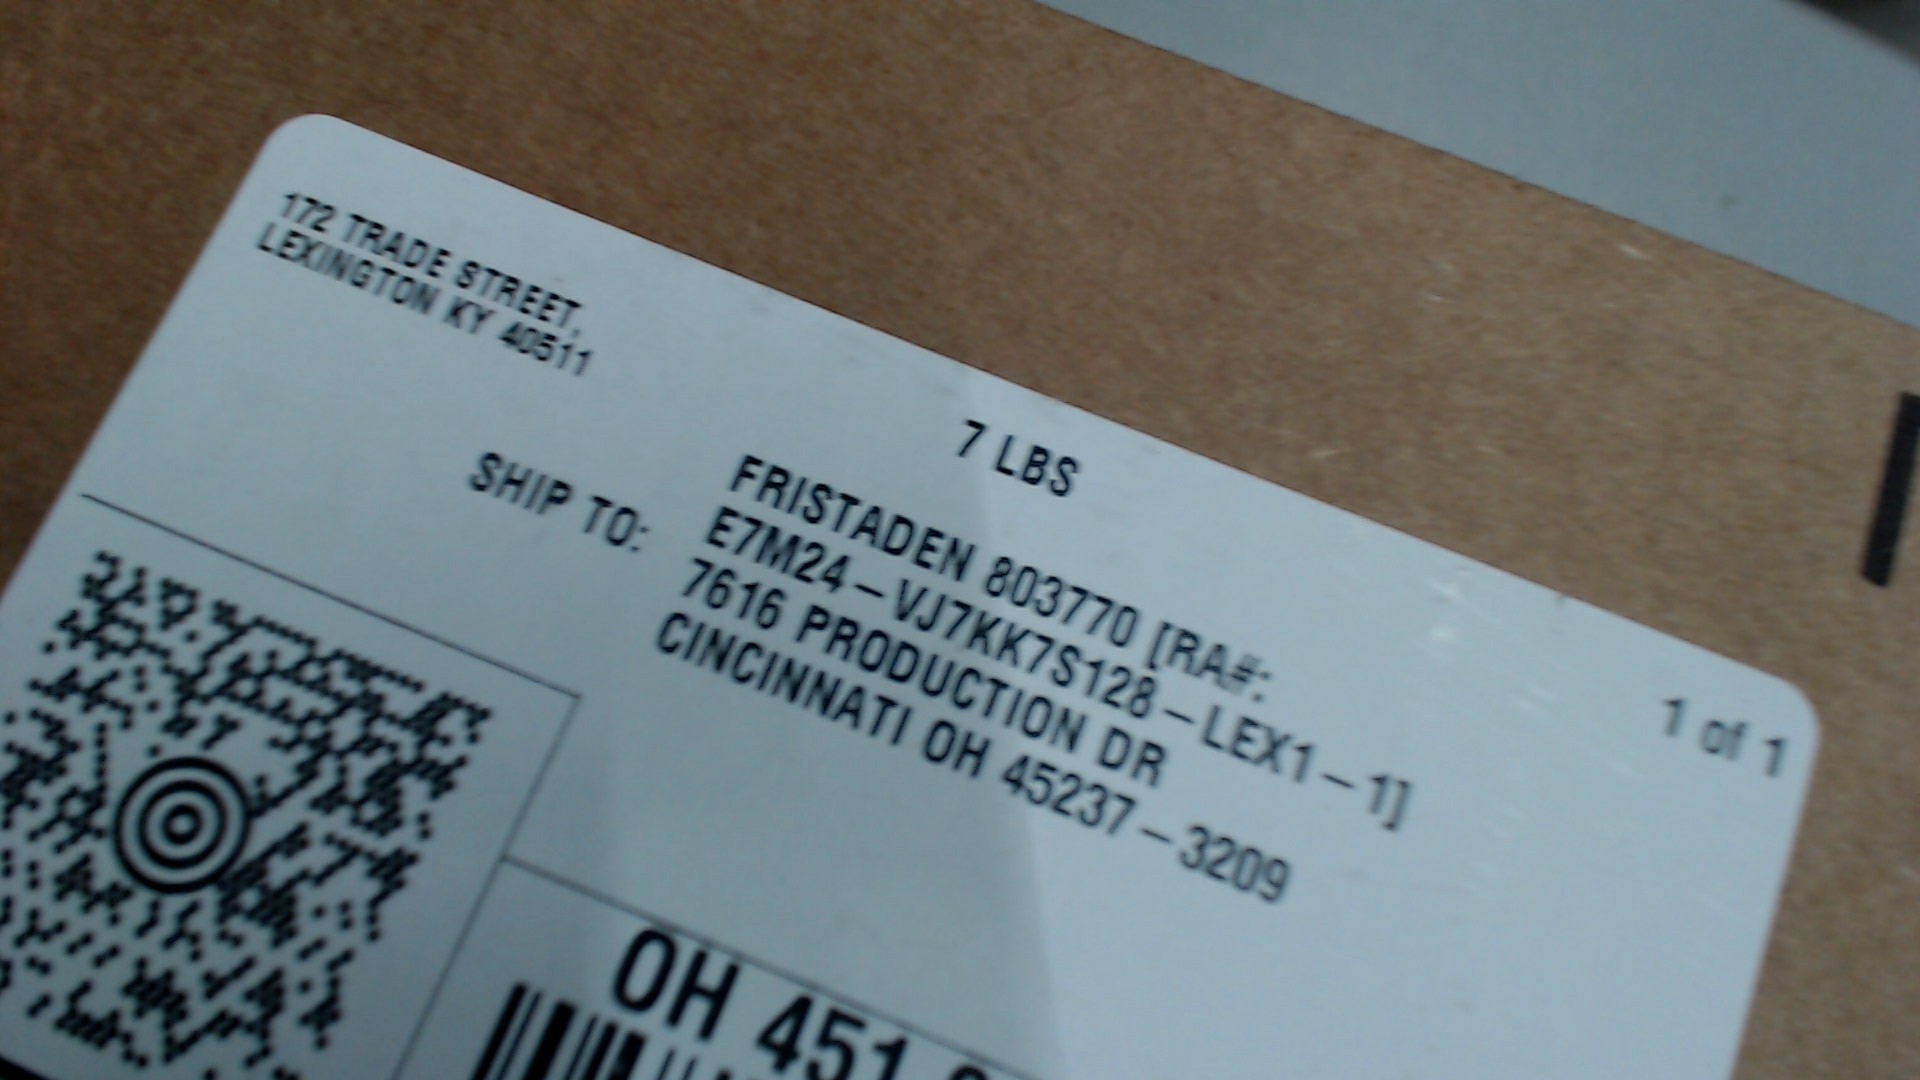 172 TRADE STREET,
LEXINGTON KY 40511
7 LBS
1 of 1
SHIP TO:
FRISTADEN 803770 [RA#:
E7M24-VJ7KK7S128-LEX1-1]
7616 PRODUCTION DR
CINCINNATI OH 45237-3209
OH 451